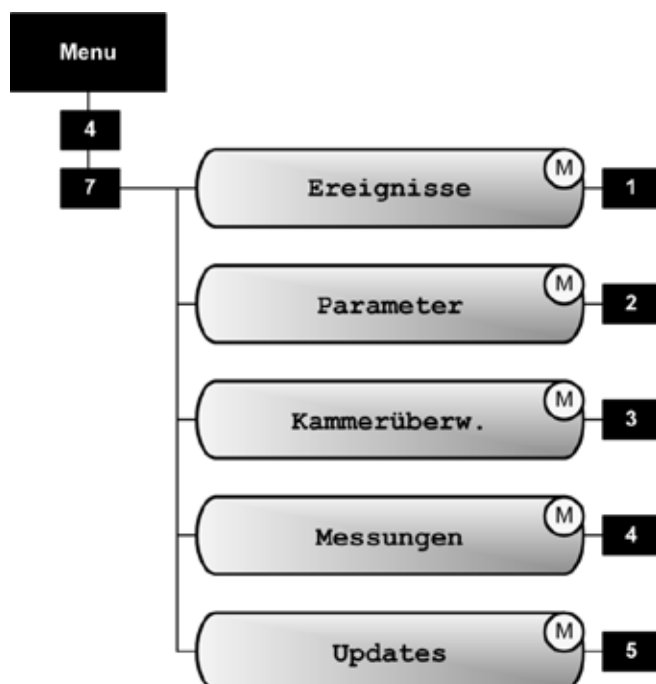 Menu
4
7
Ereignisse M 1
Parameter M 2
Kammerüberw. M 3
Messungen M 4
Updates M 5